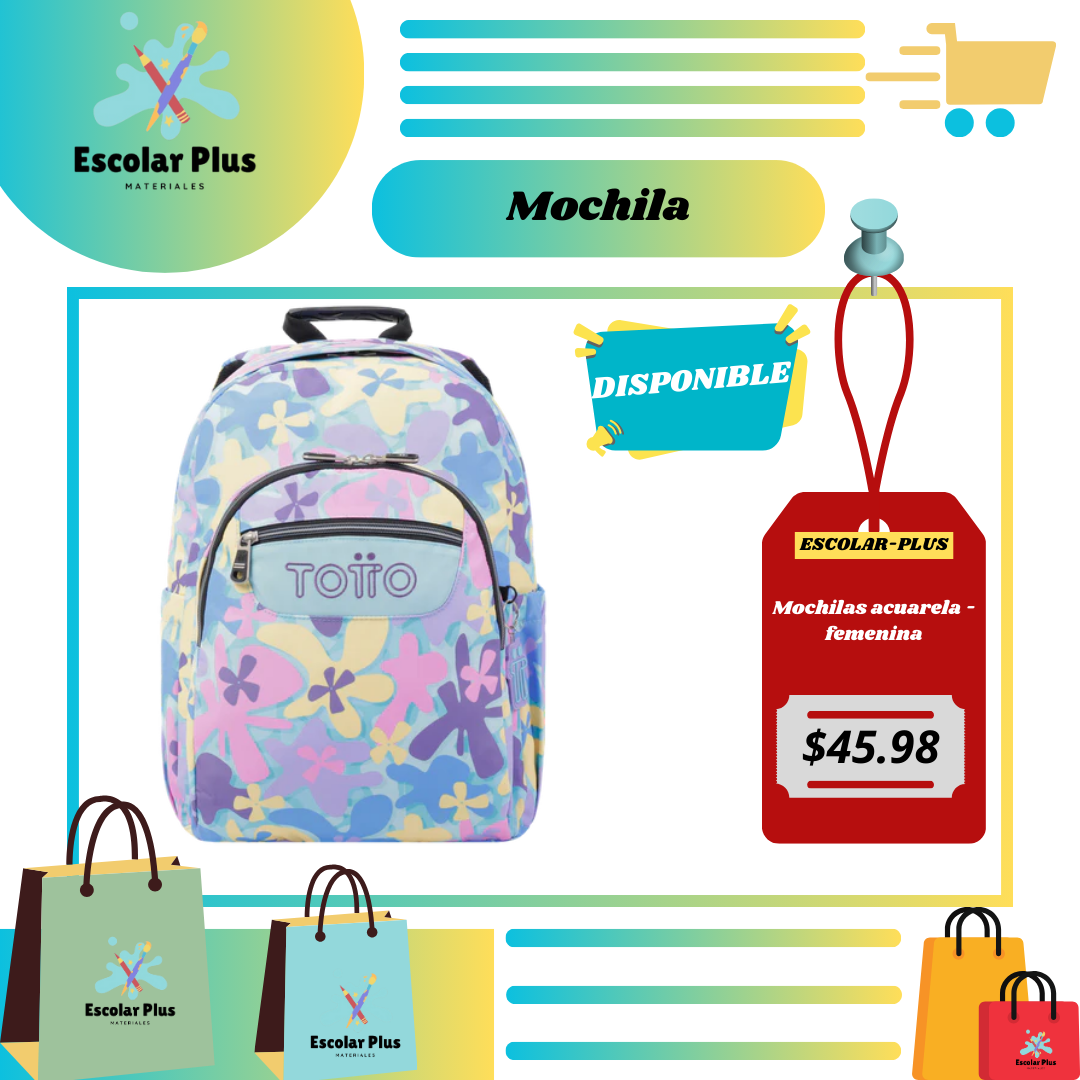 Escolar Plus
MATERIALES
Mochila
DISPONIBLE
TOTTO
ESCOLAR-PLUS
Mochilas acuarela -
femenina
$45.98
Escolar Plus
MATERIALES
Escolar Plus
MATERIALES
Escolar Plus